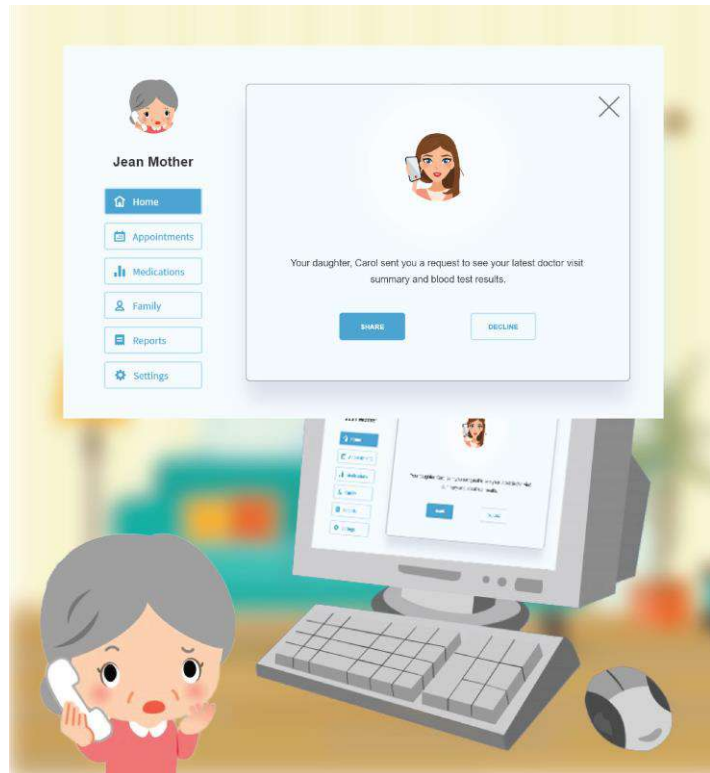 Jean Mother
Home
Appointments
Medications
Family
Reports
Settings
Your daughter, Carol sent you a request to see your latest doctor visit
summary and blood test results.
SHARE
DECLINE